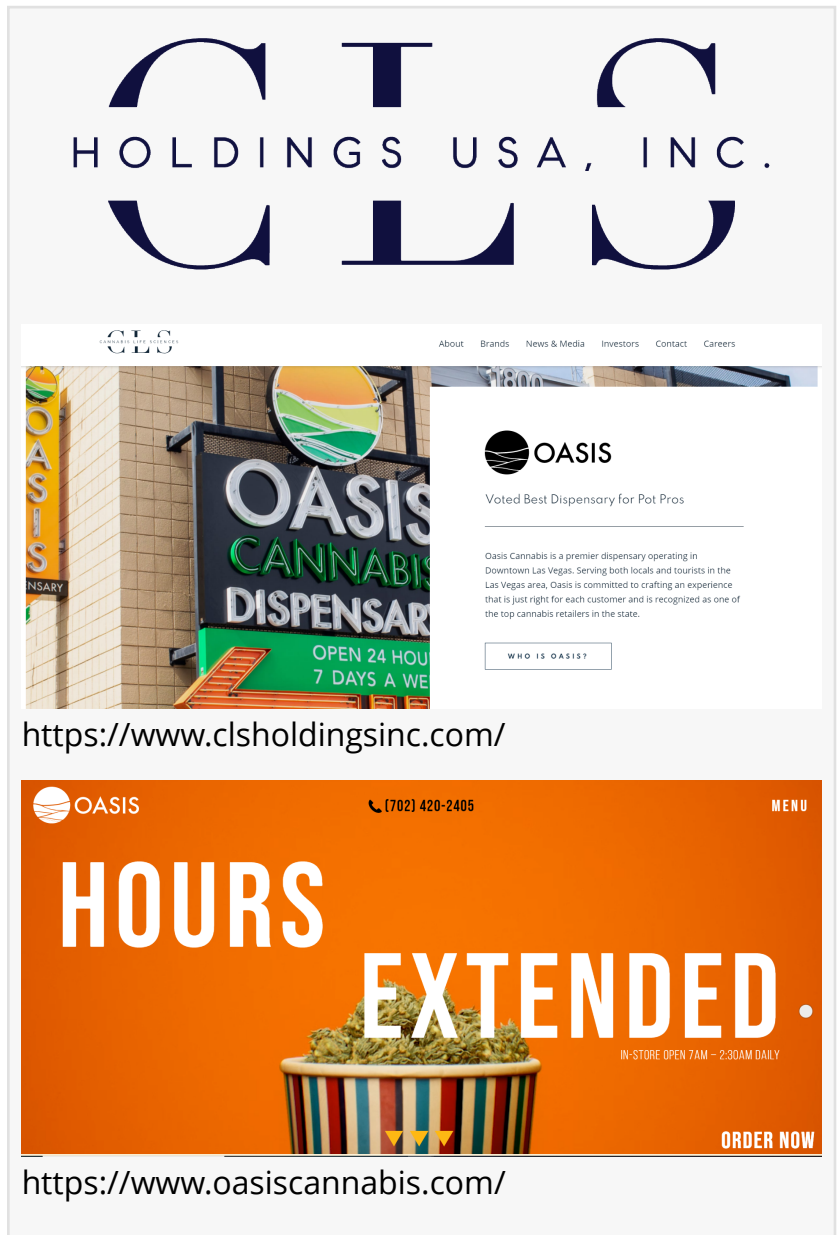 CLS
HOLDINGS USA, INC.
CLS
CANNABIS LIFE SCIENCES
About Brands News & Media Investors Contact Careers
1800
OASIS
NSARY
OASIS
CANNABIS
DISPENSAR
OPEN 24 HOU
7 DAYS A WE
OASIS
Voted Best Dispensary for Pot Pros
Oasis Cannabis is a premier dispensary operating in
Downtown Las Vegas. Serving both locals and tourists in the
Las Vegas area, Oasis is committed to crafting an experience
that is just right for each customer and is recognized as one of
the top cannabis retailers in the state.
WHO IS OASIS?
https://www.clsholdingsinc.com/
OASIS
(702) 420-2405
MENU
HOURS
EXTENDED
IN-STORE OPEN 7AM – 2:30AM DAILY
ORDER NOW
https://www.oasiscannabis.com/